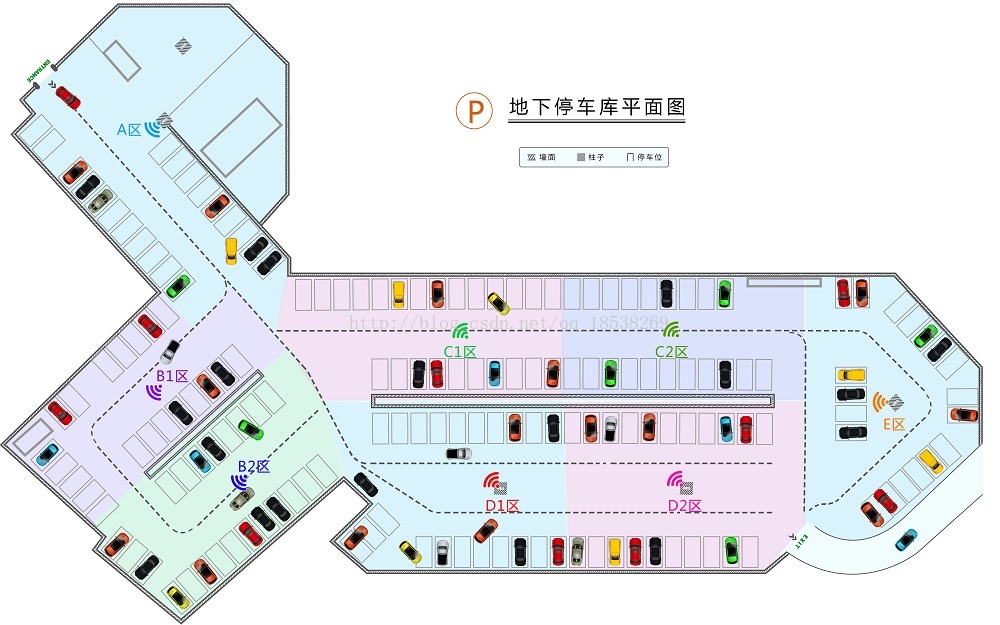 ENTRANCE
P
地下停车库平面图
墙面
柱子
停车位
A区
http://blog.csdn.net/qq_18538269
C1区
C2区
B1区
E区
B2区
D1区
D2区
EXIT